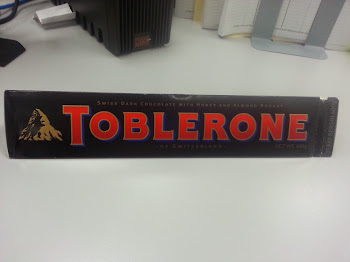 Swiss Dark Chocolate with Honey and Almond Nougat
TOBLERONE
OF SWITZERLAND